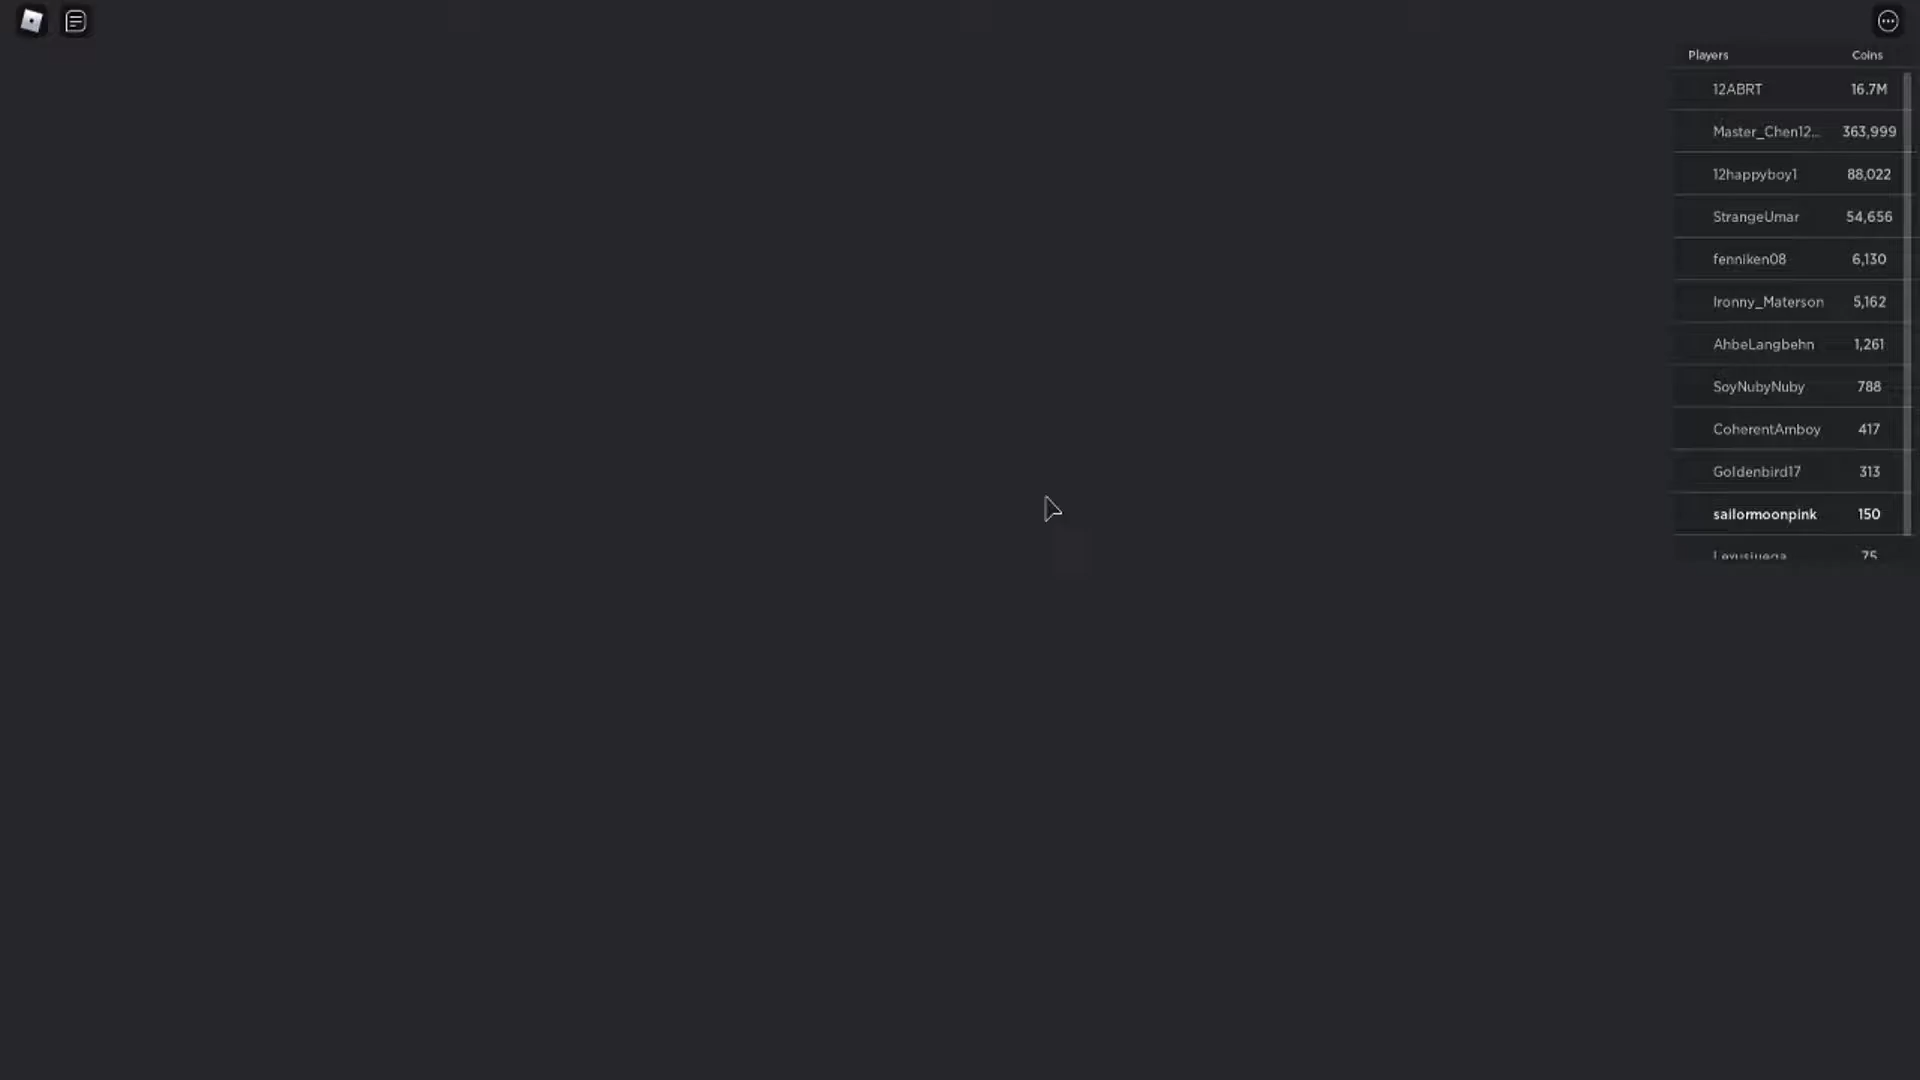 Players Coins
12ABRT 16.7M
Master_Chen12... 363,999
12happyboy1 88,022
StrangeUmar 54,656
fenniken08 6,130
Ironny_Materson 5,162
AhbeLangbehn 1,261
SoyNubyNuby 788
CoherentAmboy 417
Goldenbird17 313
sailormoonpink 150
75